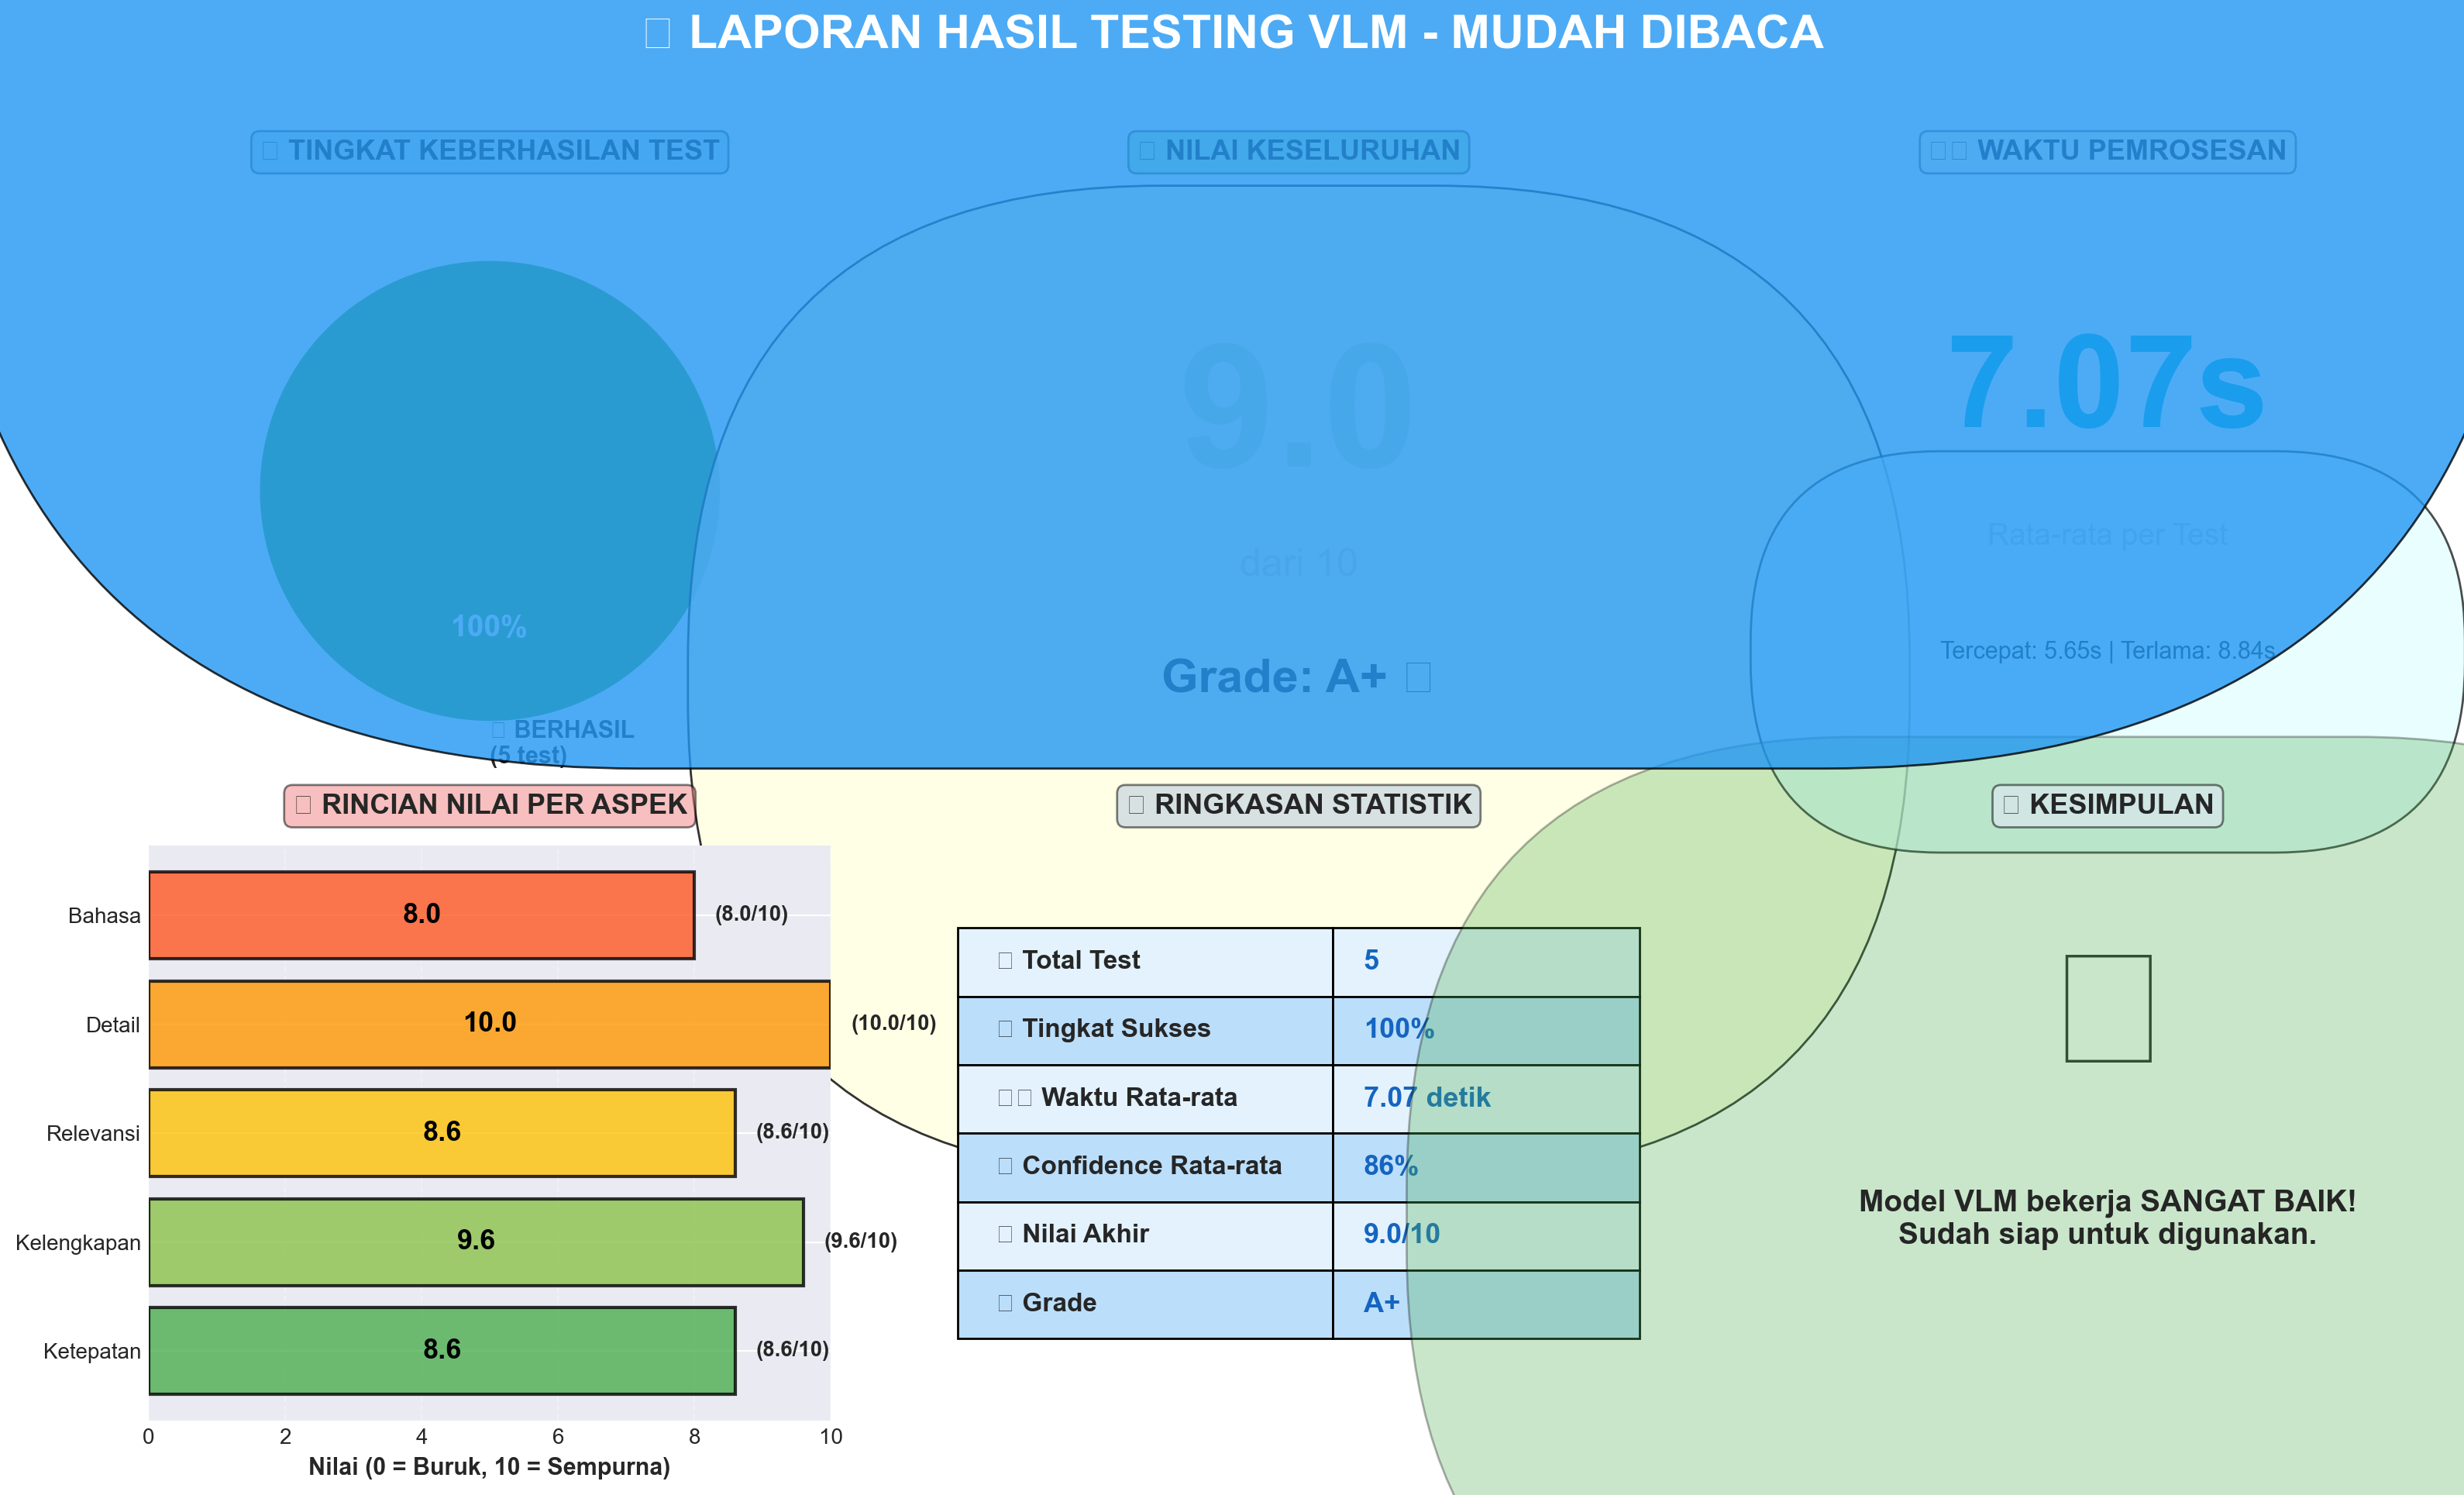 LAPORAN HASIL TESTING VLM - MUDAH DIBACA
TINGKAT KEBERHASILAN TEST
100%
BERHASIL
(5 test)
NILAI KESELURUHAN
9.0
dari 10
Grade: A+
WAKTU PEMROSESAN
7.07s
Rata-rata per Test
Tercepat: 5.65s | Terlama: 8.84s
RINCIAN NILAI PER ASPEK
Bahasa 8.0 (8.0/10)
Detail 10.0 (10.0/10)
Relevansi 8.6 (8.6/10)
Kelengkapan 9.6 (9.6/10)
Ketepatan 8.6 (8.6/10)
0 2 4 6 8 10
Nilai (0 = Buruk, 10 = Sempurna)
RINGKASAN STATISTIK
Total Test 5
Tingkat Sukses 100%
Waktu Rata-rata 7.07 detik
Confidence Rata-rata 86%
Nilai Akhir 9.0/10
Grade A+
KESIMPULAN
Model VLM bekerja SANGAT BAIK!
Sudah siap untuk digunakan.